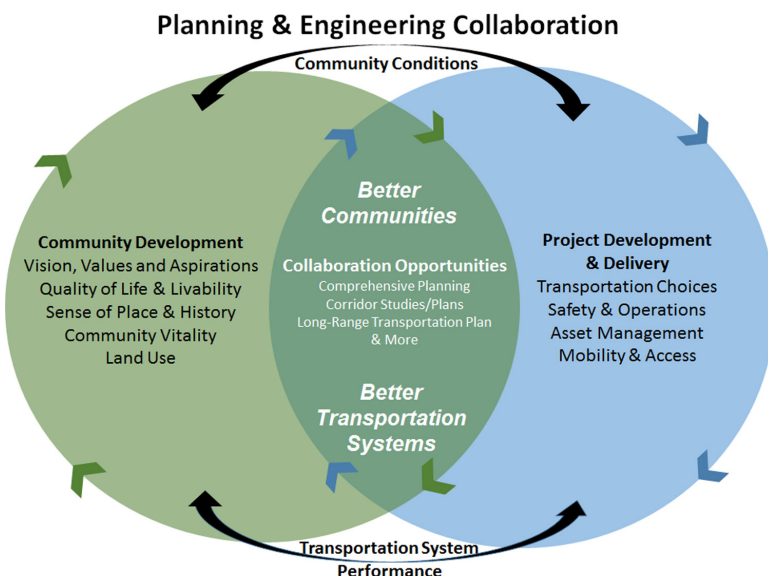 Planning & Engineering Collaboration
Community Conditions
Community Development
Vision, Values and Aspirations
Quality of Life & Livability
Sense of Place & History
Community Vitality
Land Use
Better
Communities
Collaboration Opportunities
Comprehensive Planning
Corridor Studies/Plans
Long-Range Transportation Plan
& More
Better
Transportation
Systems
Project Development
& Delivery
Transportation Choices
Safety & Operations
Asset Management
Mobility & Access
Transportation System
Performance